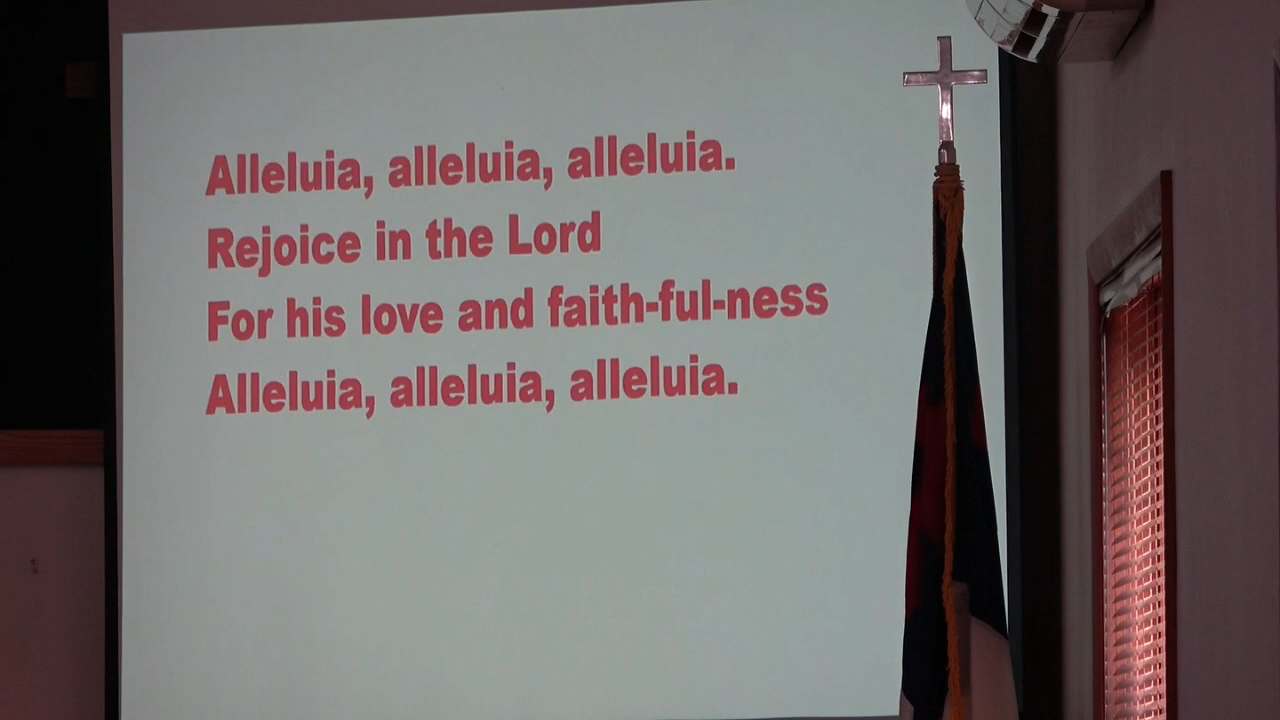 Alleluia, alleluia, alleluia.
Rejoice in the Lord
For his love and faith-ful-ness
Alleluia, alleluia, alleluia.